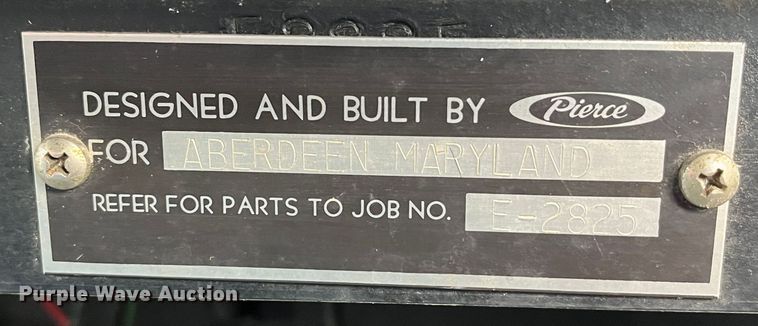 DESIGNED AND BUILT BY Pierce
FOR ABERDEEN MARYLAND
REFER FOR PARTS TO JOB NO. E-2825
Purple Wave Auction